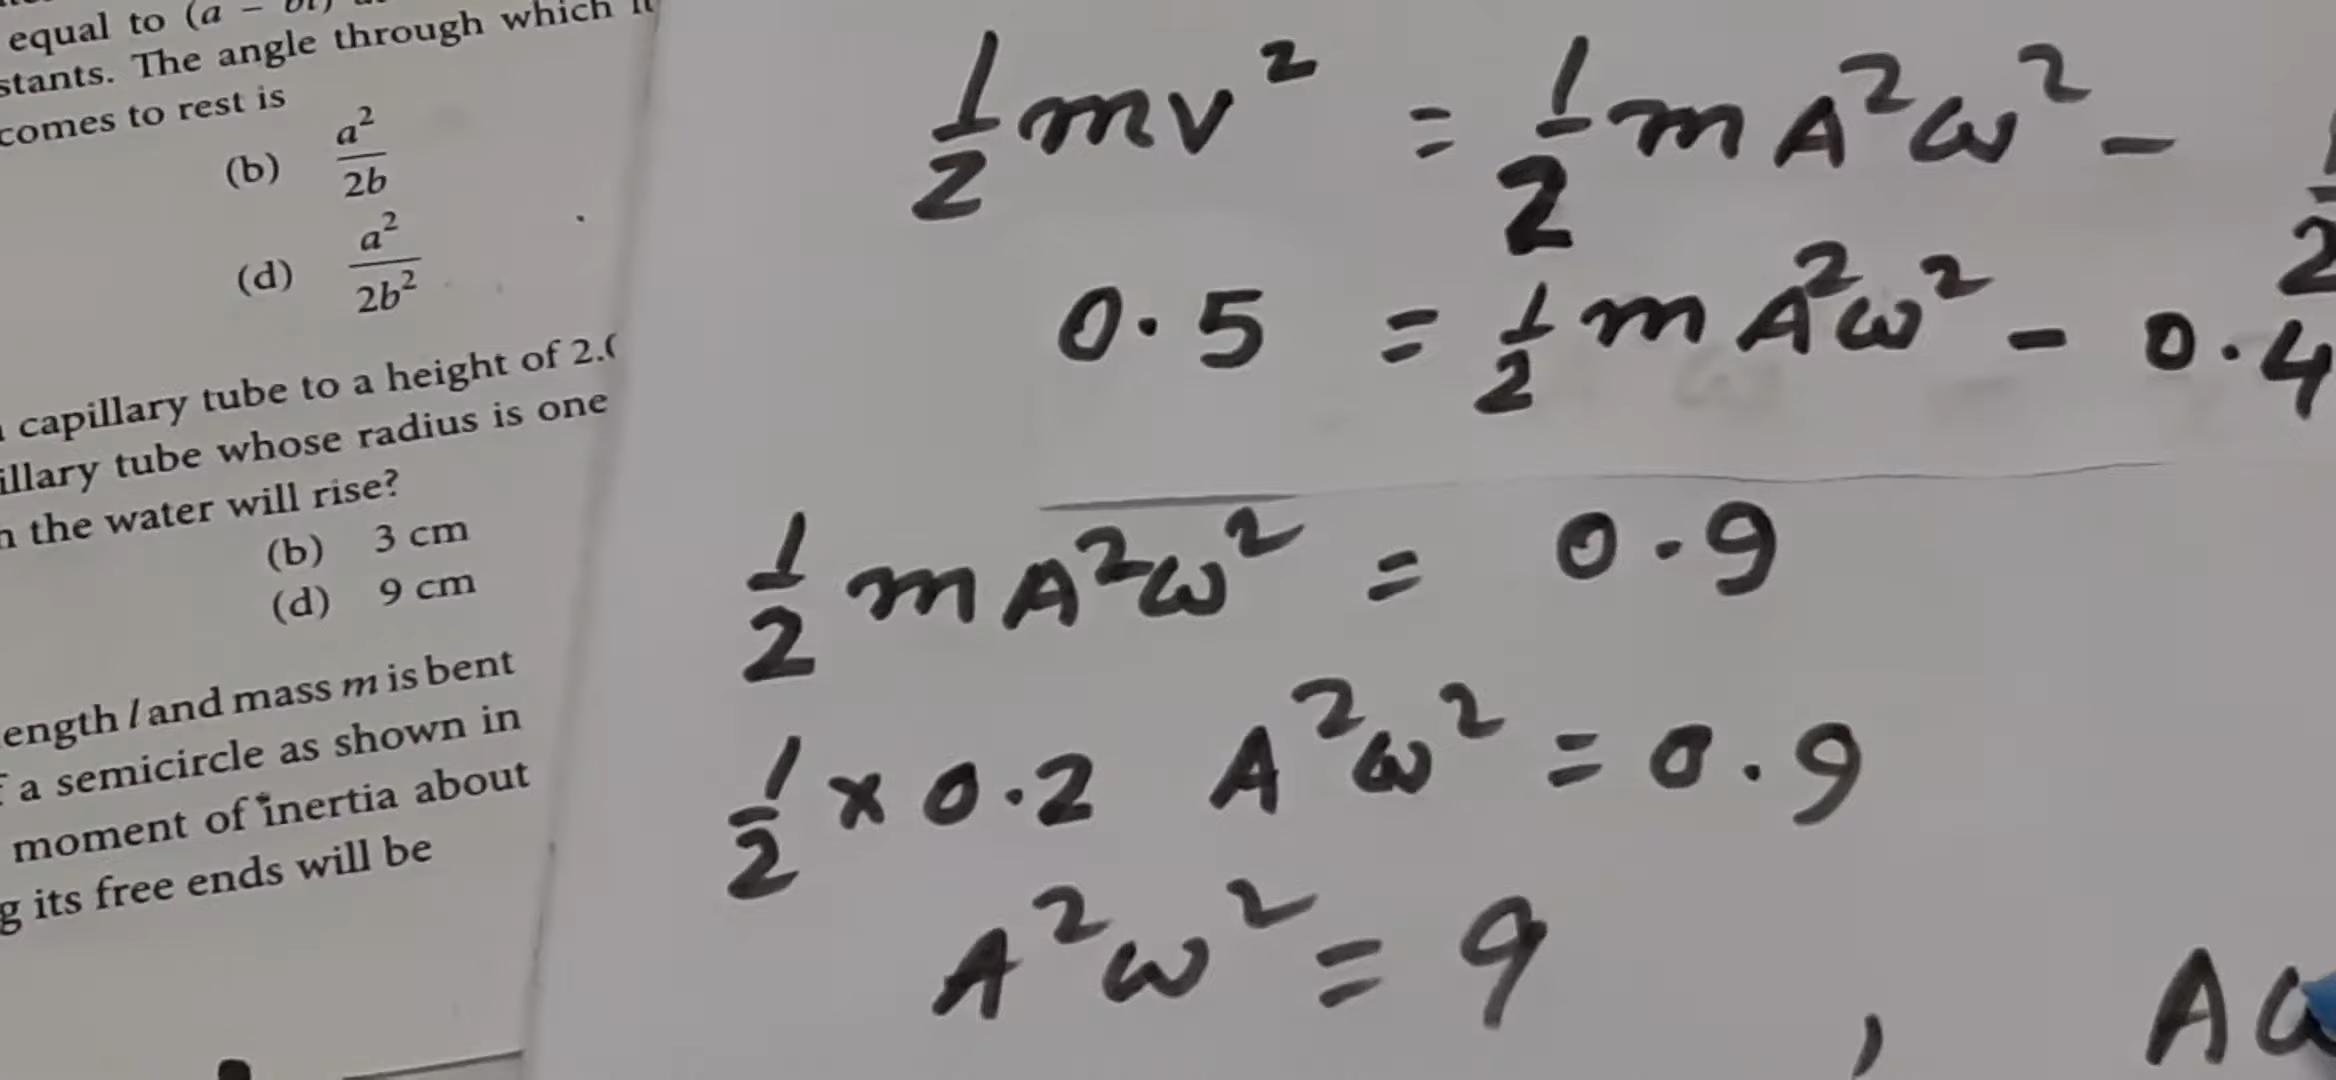 equal to (a −
stants. The angle through which
comes to rest is
(b) a²/2b
(d) a²/2b²
capillary tube to a height of 2.
illary tube whose radius is one
the water will rise?
(b) 3 cm
(d) 9 cm
ength l and mass m is bent
a semicircle as shown in
moment of inertia about
g its free ends will be
1/2 mv² = 1/2 mA²ω² −
0.5 = 1/2 mA²ω² − 0.4
1/2 mA²ω² = 0.9
1/2 × 0.2 A²ω² = 0.9
A²ω² = 9 , A